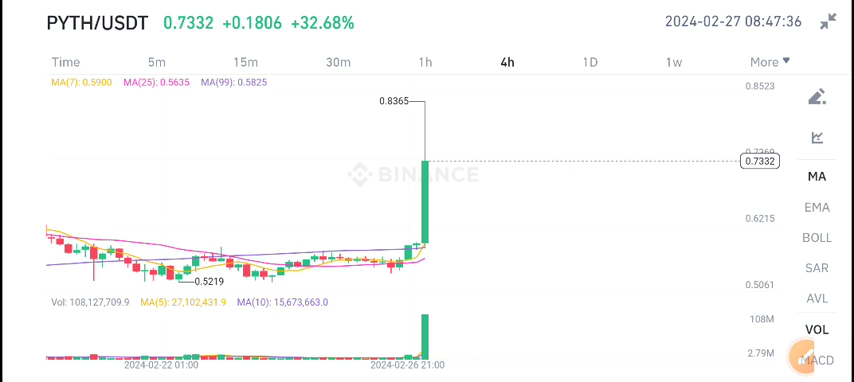 PYTH/USDT 0.7332 +0.1806 +32.68% 2024-02-27 08:47:36
Time 5m 15m 30m 1h 4h 1D 1w More
MA(7): 0.5900 MA(25): 0.5635 MA(99): 0.5825
0.8523
0.8365
0.7369
0.7332
BINANCE
MA
EMA
0.6215
BOLL
SAR
0.5219
0.5061
Vol: 108,127,709.9 MA(5): 27,102,431.9 MA(10): 15,673,663.0
AVL
108M
VOL
2.79M
MACD
2024-02-22 01:00 2024-02-26 21:00